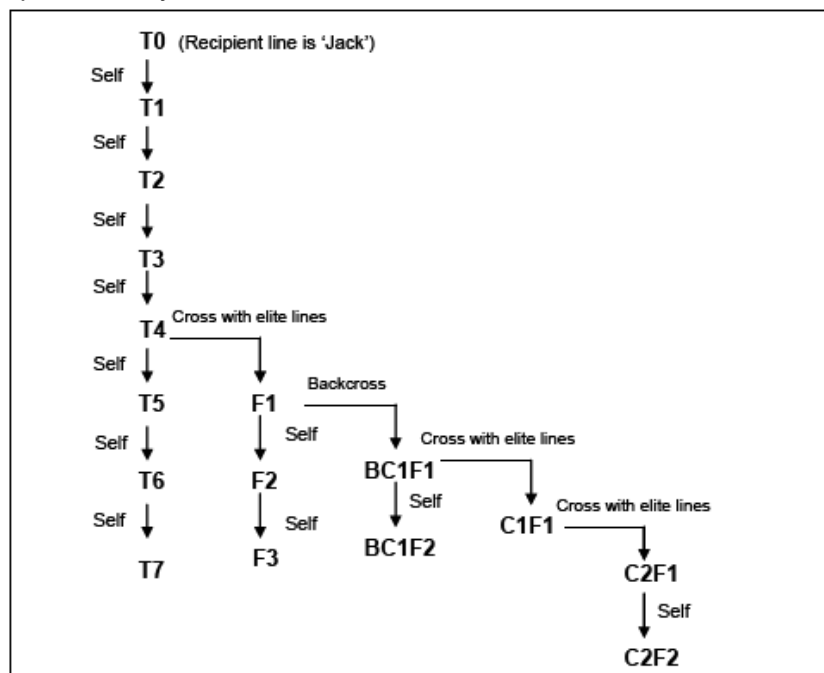 T0 (Recipient line is 'Jack')
Self
T1
Self
T2
Self
T3
Self
T4 Cross with elite lines
Self
T5 F1 Backcross
Self Self
T6 F2 BC1F1 Cross with elite lines
Self Self Self
T7 F3 BC1F2 C1F1 Cross with elite lines
C2F1
Self
C2F2